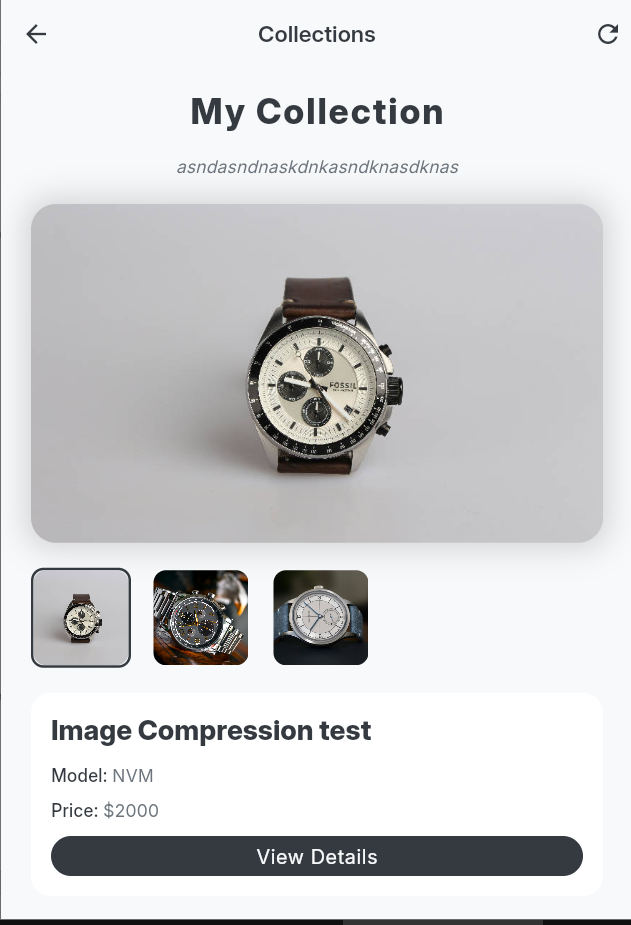 Collections
My Collection
asndasndnaskdnkasndknasdknas
FOSSIL
Image Compression test
Model: NVM
Price: $2000
View Details